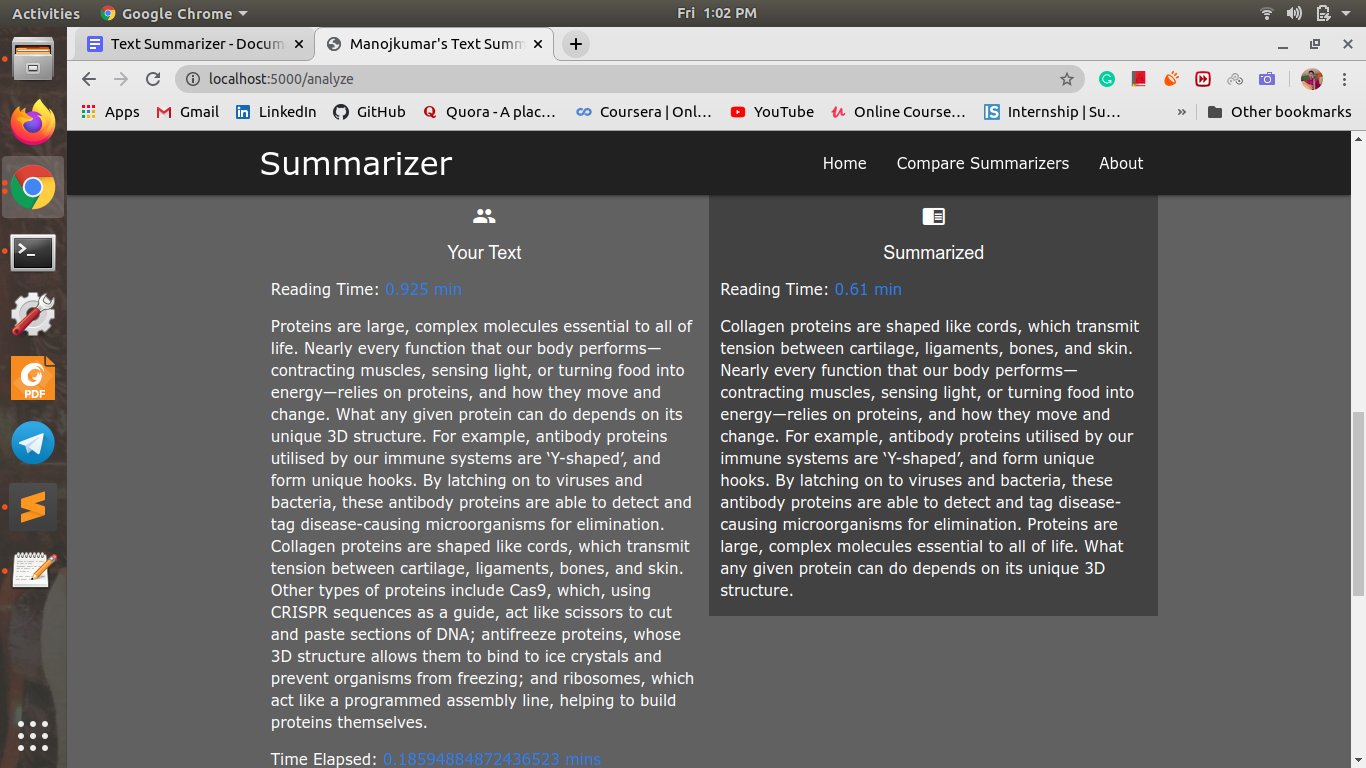 Activities
Google Chrome
Fri 1:02 PM
Text Summarizer - Docum
Manojkumar's Text Summ
localhost:5000/analyze
Apps
Gmail
LinkedIn
GitHub
Quora - A plac...
Coursera | Onl...
YouTube
Online Course...
Internship | Su...
»
Other bookmarks
Summarizer
Home
Compare Summarizers
About
Your Text
Reading Time: 0.925 min
Proteins are large, complex molecules essential to all of
life. Nearly every function that our body performs—
contracting muscles, sensing light, or turning food into
energy—relies on proteins, and how they move and
change. What any given protein can do depends on its
unique 3D structure. For example, antibody proteins
utilised by our immune systems are ‘Y-shaped’, and
form unique hooks. By latching on to viruses and
bacteria, these antibody proteins are able to detect and
tag disease-causing microorganisms for elimination.
Collagen proteins are shaped like cords, which transmit
tension between cartilage, ligaments, bones, and skin.
Other types of proteins include Cas9, which, using
CRISPR sequences as a guide, act like scissors to cut
and paste sections of DNA; antifreeze proteins, whose
3D structure allows them to bind to ice crystals and
prevent organisms from freezing; and ribosomes, which
act like a programmed assembly line, helping to build
proteins themselves.
Time Elapsed: 0.18594884872436523 mins
Summarized
Reading Time: 0.61 min
Collagen proteins are shaped like cords, which transmit
tension between cartilage, ligaments, bones, and skin.
Nearly every function that our body performs—
contracting muscles, sensing light, or turning food into
energy—relies on proteins, and how they move and
change. For example, antibody proteins utilised by our
immune systems are ‘Y-shaped’, and form unique
hooks. By latching on to viruses and bacteria, these
antibody proteins are able to detect and tag disease-
causing microorganisms for elimination. Proteins are
large, complex molecules essential to all of life. What
any given protein can do depends on its unique 3D
structure.
PDF